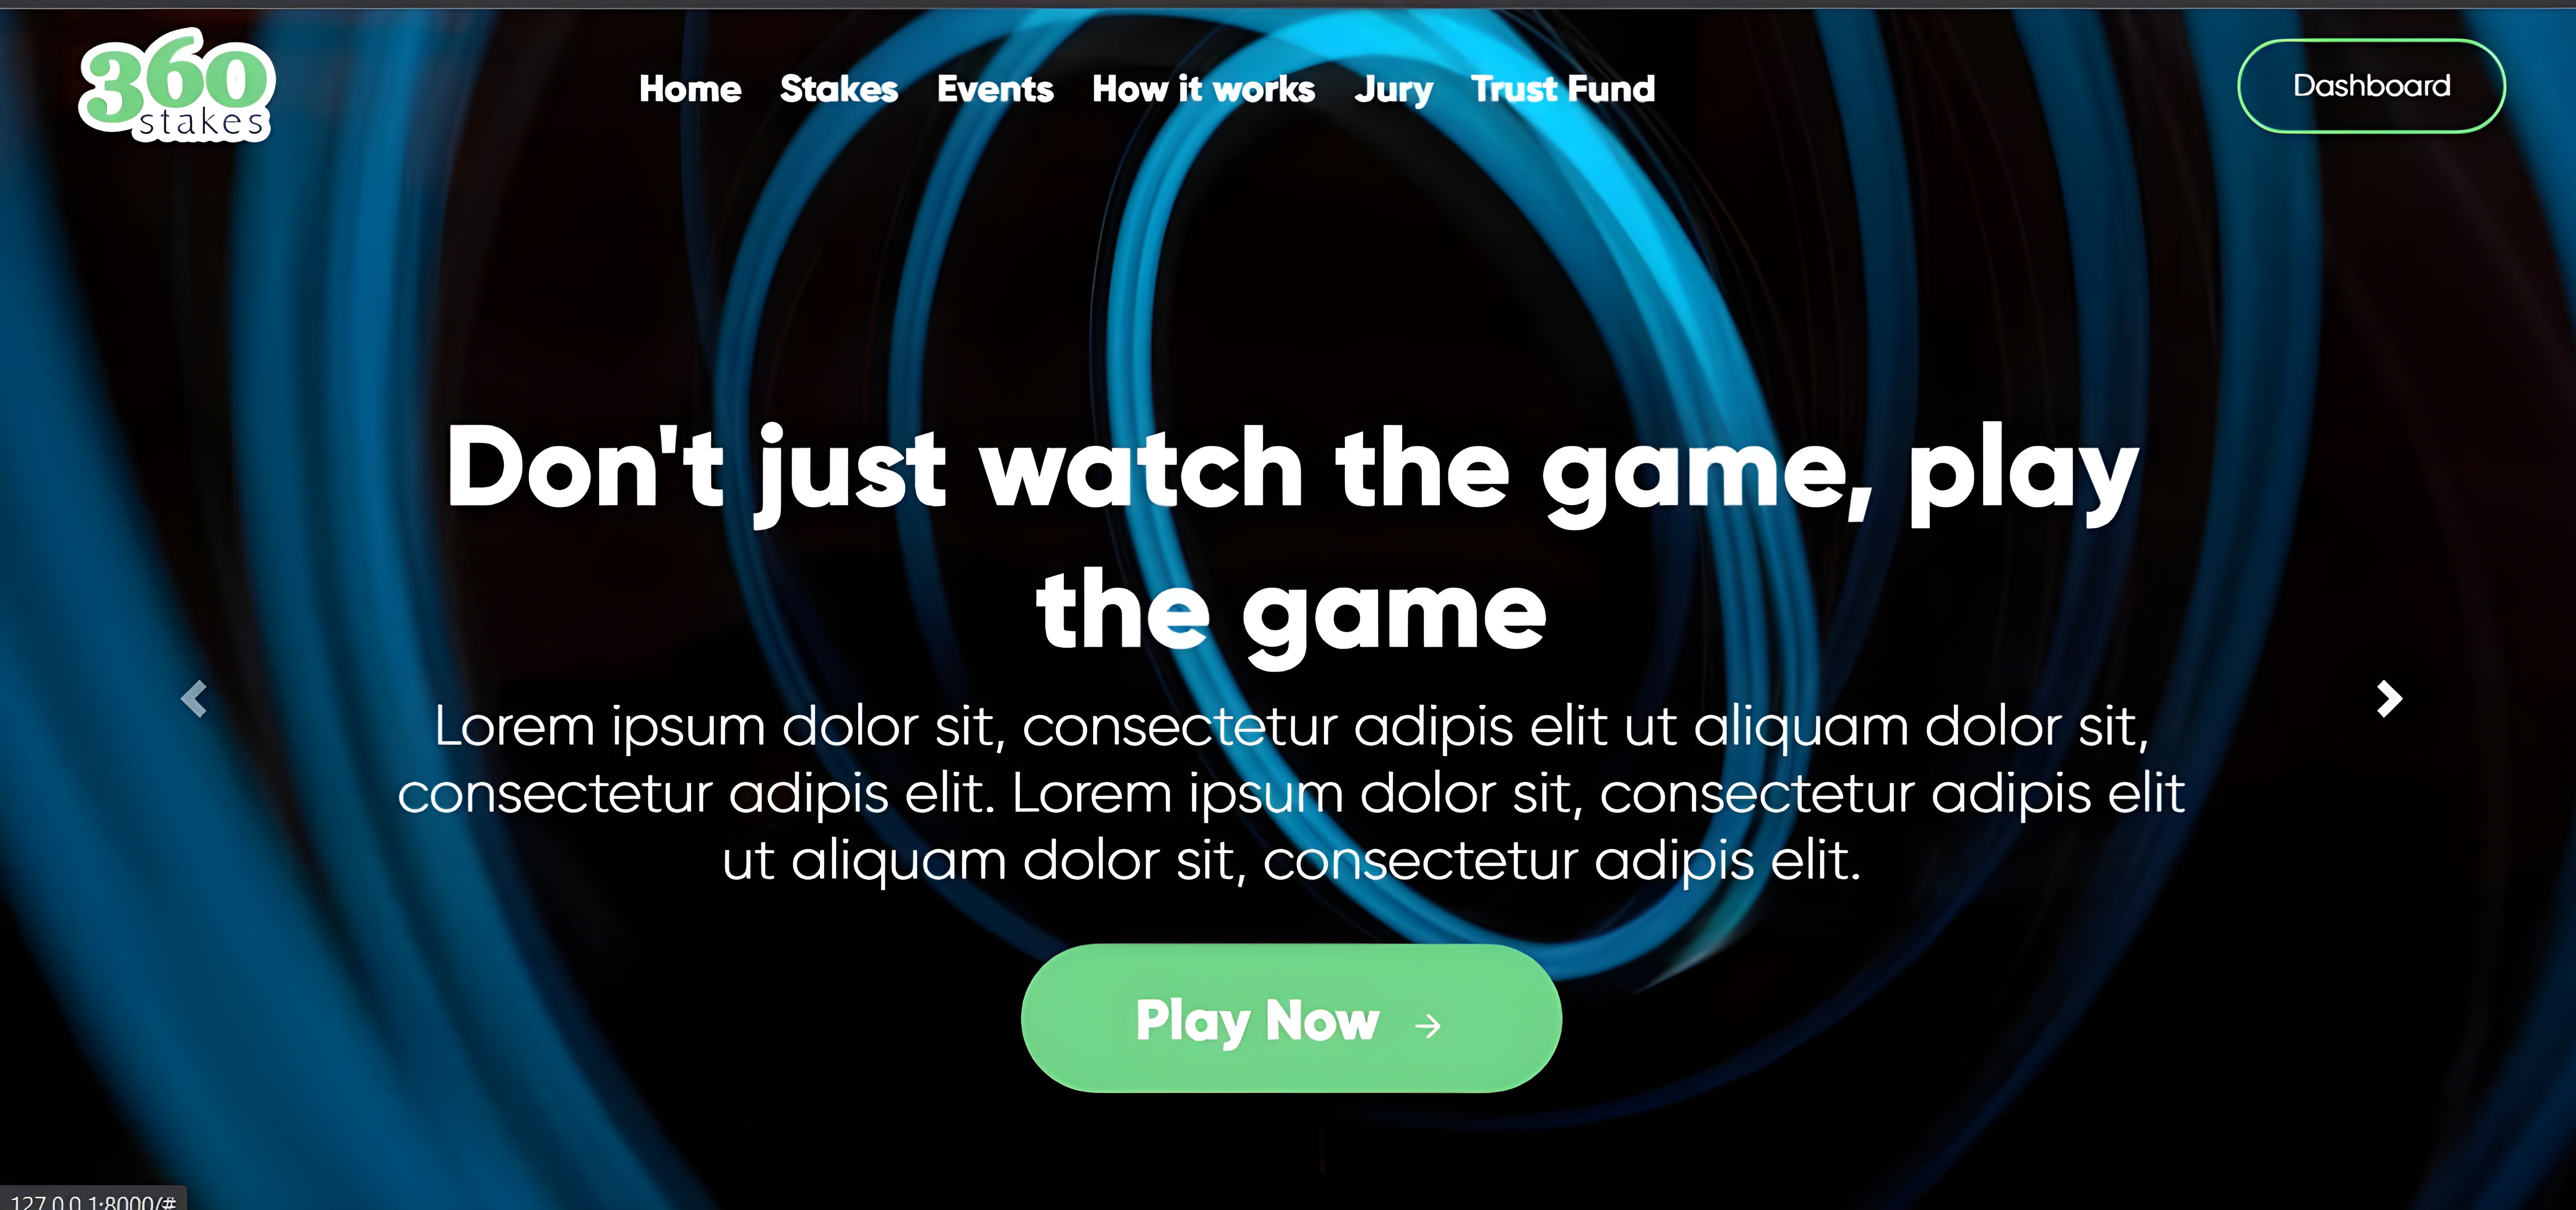 360
stakes
Home Stakes Events How it works Jury Trust Fund
Dashboard
Don't just watch the game, play
the game
Lorem ipsum dolor sit, consectetur adipis elit ut aliquam dolor sit,
consectetur adipis elit. Lorem ipsum dolor sit, consectetur adipis elit
ut aliquam dolor sit, consectetur adipis elit.
Play Now →
127.0.0.1:8000/#